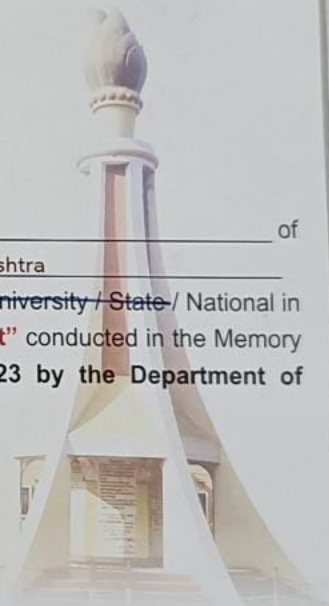 of
shtra
niversity / State / National in
t” conducted in the Memory
23 by the Department of